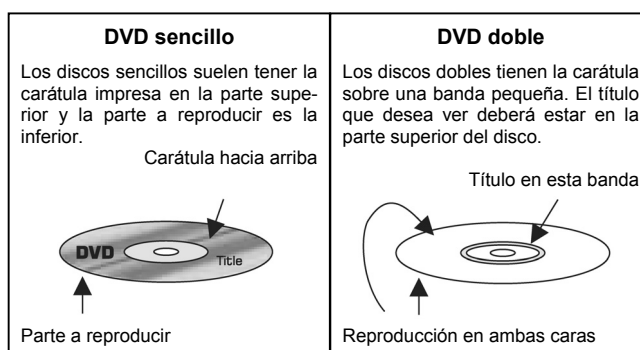 DVD sencillo
Los discos sencillos suelen tener la
carátula impresa en la parte supe-
rior y la parte a reproducir es la
inferior.
Carátula hacia arriba
DVD
Title
Parte a reproducir
DVD doble
Los discos dobles tienen la carátula
sobre una banda pequeña. El título
que desea ver deberá estar en la
parte superior del disco.
Título en esta banda
Reproducción en ambas caras